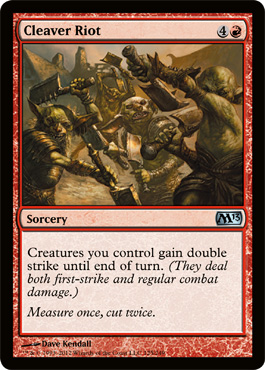 Cleaver Riot 4
Sorcery M13
Creatures you control gain double
strike until end of turn. (They deal
both first-strike and regular combat
damage.)
Measure once, cut twice.
Dave Kendall